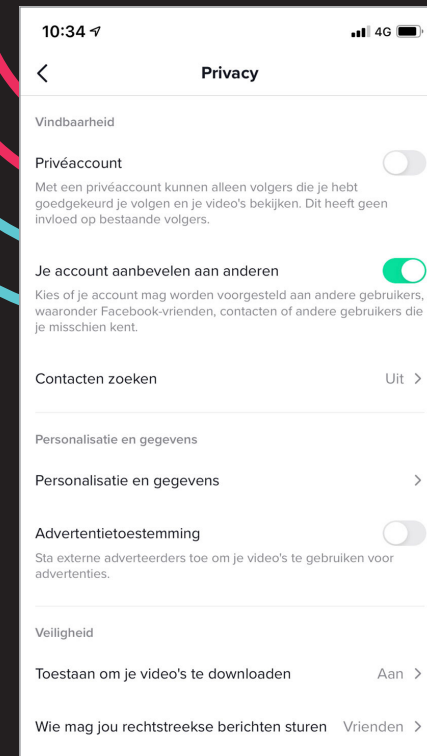 10:34
4G
Privacy
Vindbaarheid
Privéaccount
Met een privéaccount kunnen alleen volgers die je hebt
goedgekeurd je volgen en je video's bekijken. Dit heeft geen
invloed op bestaande volgers.
Je account aanbevelen aan anderen
Kies of je account mag worden voorgesteld aan andere gebruikers,
waaronder Facebook-vrienden, contacten of andere gebruikers die
je misschien kent.
Contacten zoeken Uit
Personalisatie en gegevens
Personalisatie en gegevens
Advertentietoestemming
Sta externe adverteerders toe om je video's te gebruiken voor
advertenties.
Veiligheid
Toestaan om je video's te downloaden Aan
Wie mag jou rechtstreekse berichten sturen Vrienden